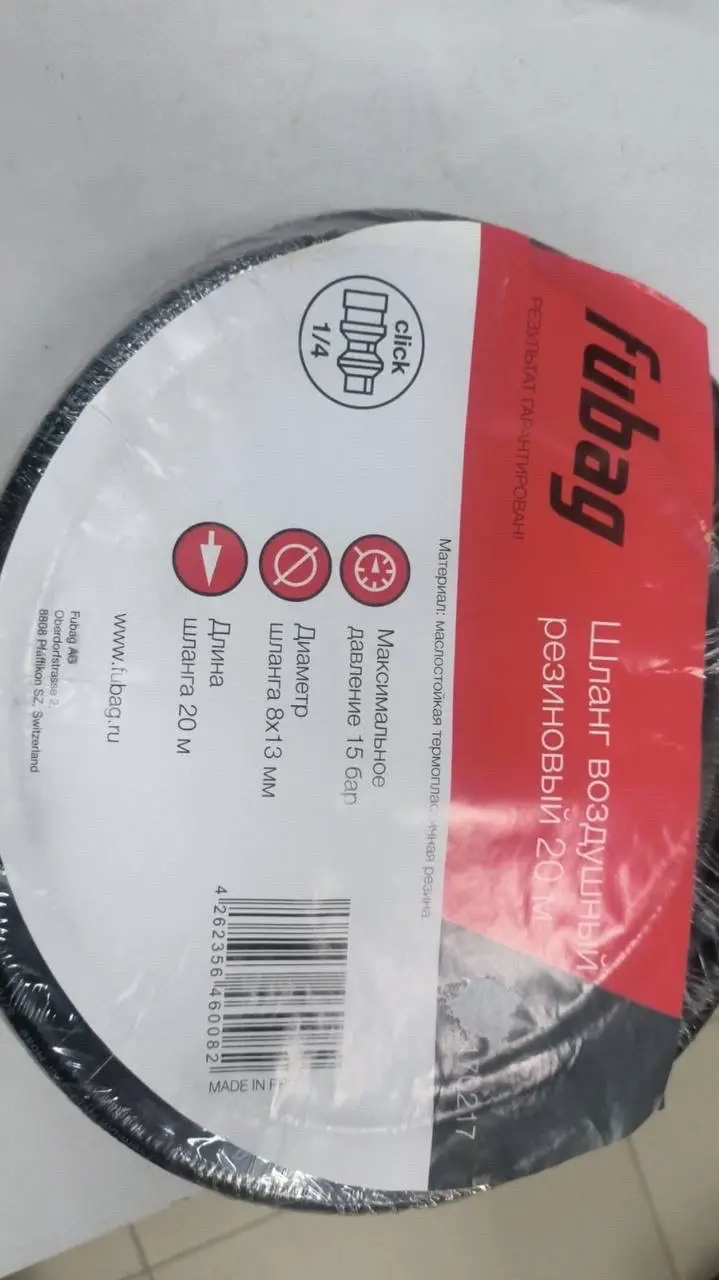 fubag
РЕЗУЛЬТАТ ГАРАНТИРОВАН!
Шланг воздушный
резиновый 20 м
Материал: маслостойкая термопластичная резина
click
1/4
Максимальное
давление 15 бар
Диаметр
шланга 8х13 мм
Длина
шланга 20 м
www.fubag.ru
Fubag AG
Oberdorfstrasse 2,
8808 Pfäffikon SZ, Switzerland
4 262356 460082
MADE IN
170217